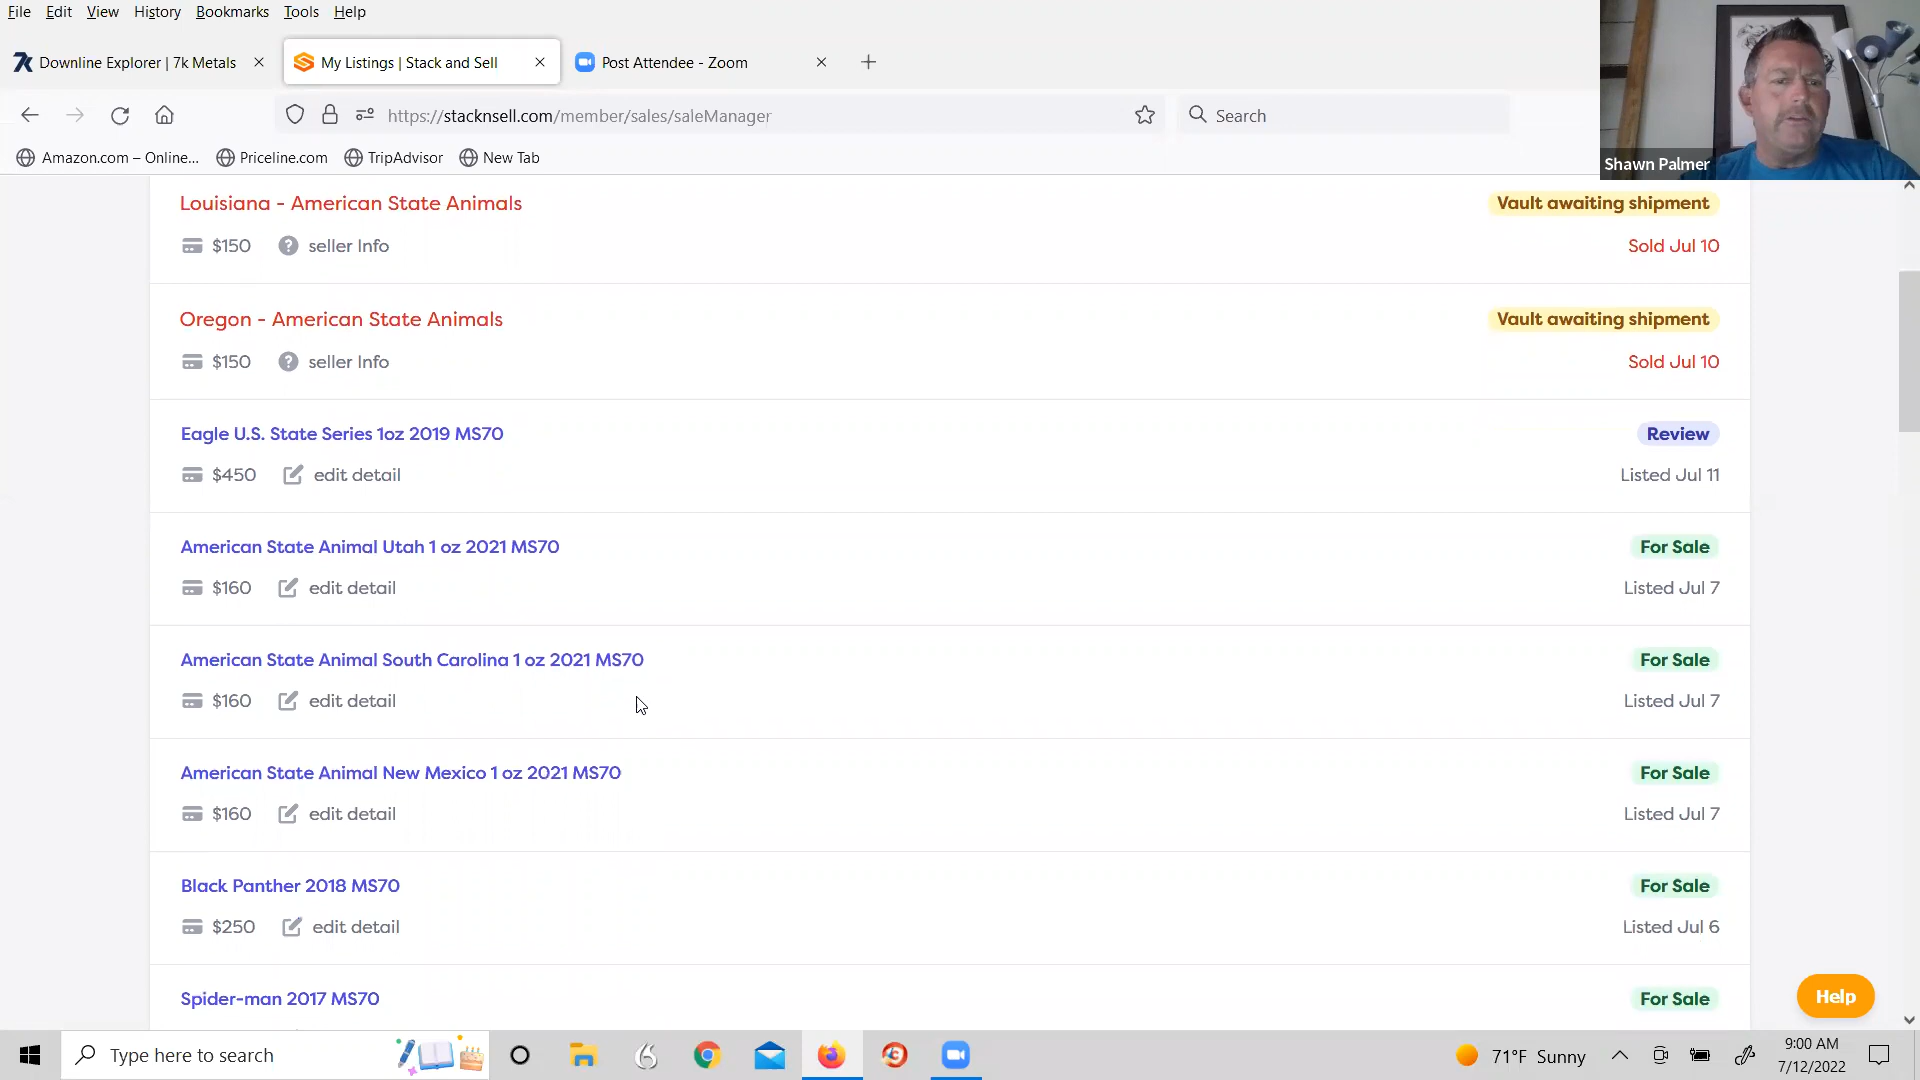 File Edit View History Bookmarks Tools Help
Downline Explorer | 7k Metals
My Listings | Stack and Sell
Post Attendee - Zoom
https://stacknsell.com/member/sales/saleManager
Search
Amazon.com – Online... Priceline.com TripAdvisor New Tab
Shawn Palmer
Louisiana - American State Animals Vault awaiting shipment
$150 seller Info Sold Jul 10
Oregon - American State Animals Vault awaiting shipment
$150 seller Info Sold Jul 10
Eagle U.S. State Series 1oz 2019 MS70 Review
$450 edit detail Listed Jul 11
American State Animal Utah 1 oz 2021 MS70 For Sale
$160 edit detail Listed Jul 7
American State Animal South Carolina 1 oz 2021 MS70 For Sale
$160 edit detail Listed Jul 7
American State Animal New Mexico 1 oz 2021 MS70 For Sale
$160 edit detail Listed Jul 7
Black Panther 2018 MS70 For Sale
$250 edit detail Listed Jul 6
Spider-man 2017 MS70 For Sale
Help
Type here to search
71°F Sunny
9:00 AM
7/12/2022